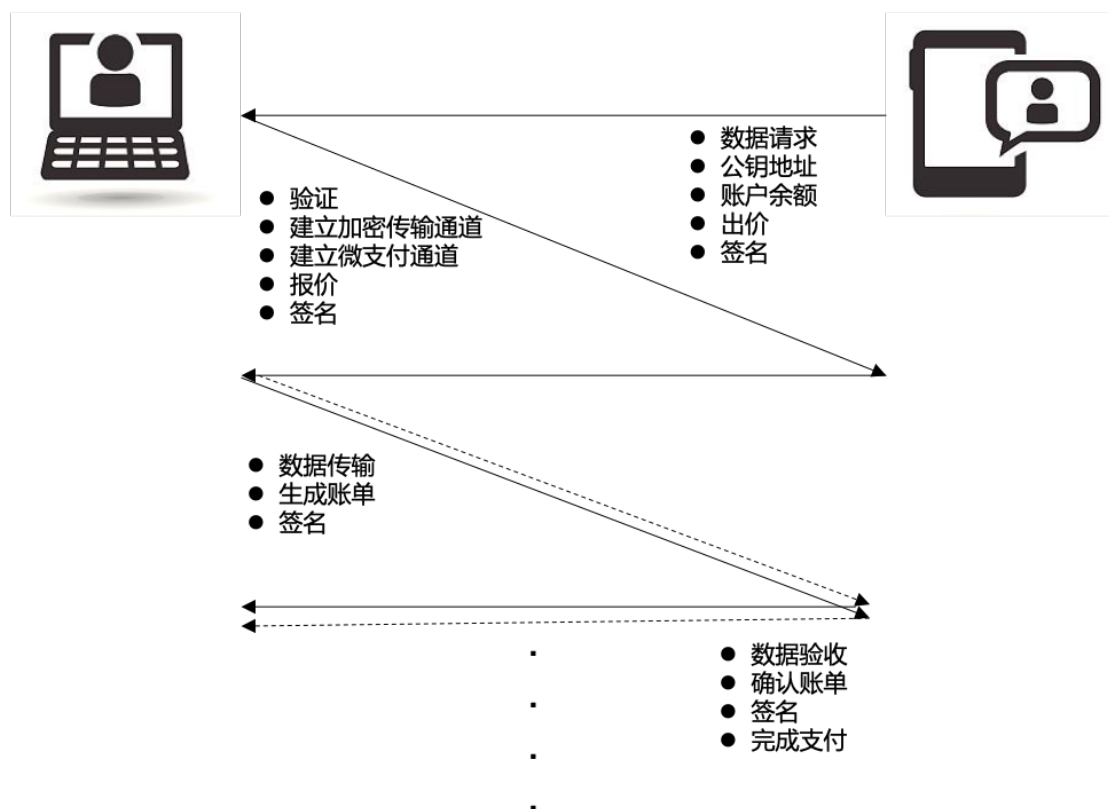 ● 数据请求
● 公钥地址
● 账户余额
● 出价
● 签名
● 验证
● 建立加密传输通道
● 建立微支付通道
● 报价
● 签名
● 数据传输
● 生成账单
● 签名
● 数据验收
● 确认账单
● 签名
● 完成支付